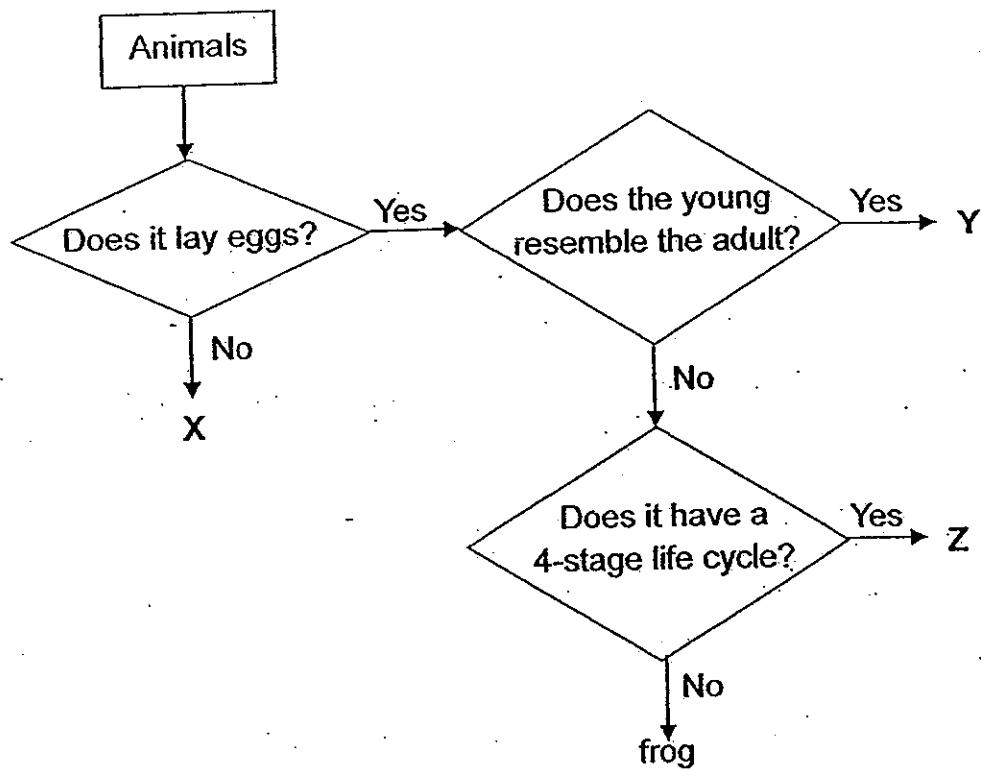 Animals
Does it lay eggs?
Yes
No
X
Does the young
resemble the adult?
Yes
Y
No
Does it have a
4-stage life cycle?
Yes
Z
No
frog